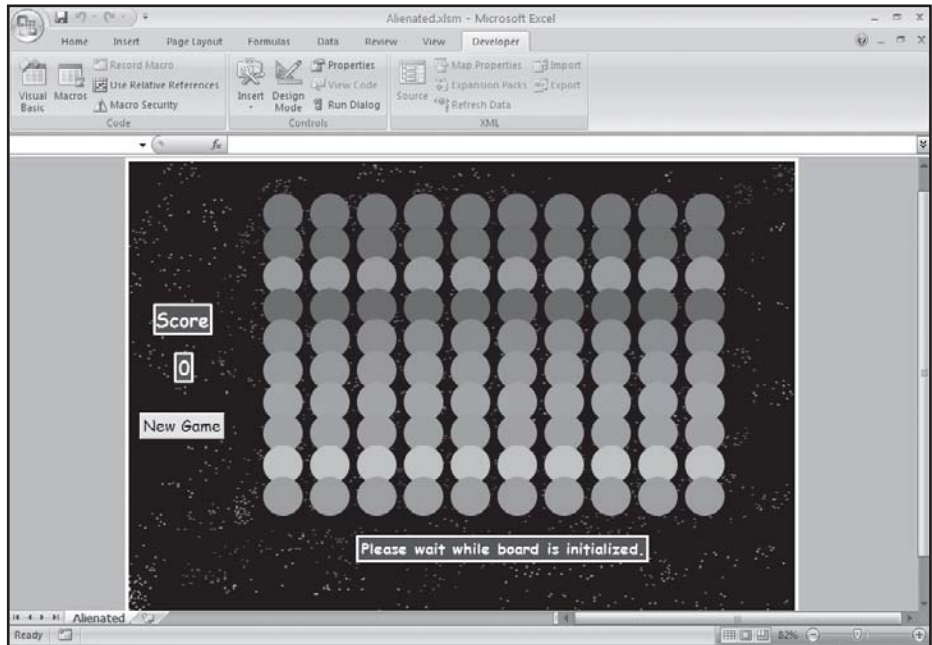 Alienated.xlsm - Microsoft Excel
Home Insert Page Layout Formulas Data Review View Developer
Visual Basic
Macros
Record Macro
Use Relative References
Macro Security
Code
Insert
Design Mode
Properties
View Code
Run Dialog
Controls
Source
Map Properties
Expansion Packs
Refresh Data
Import
Export
XML
fx
Score
0
New Game
Please wait while board is initialized.
Alienated
Ready
82%